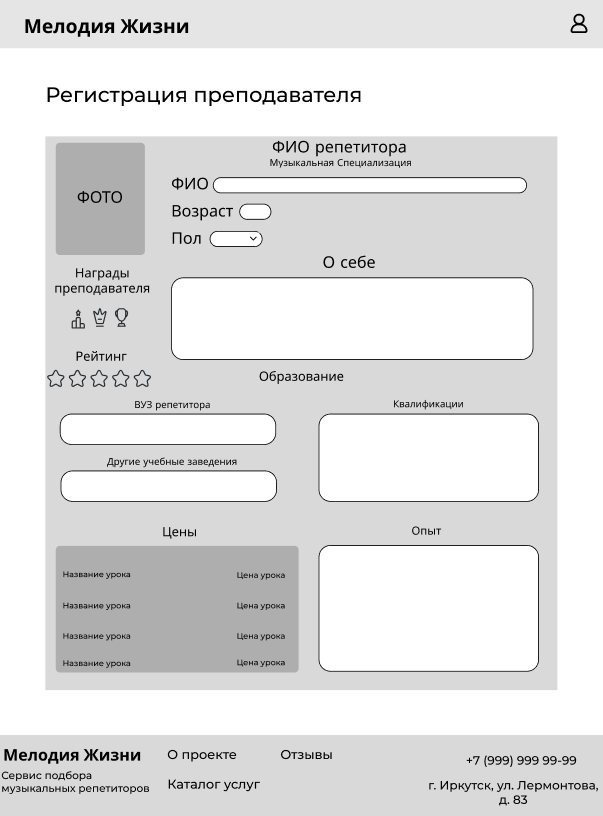 Мелодия Жизни
Регистрация преподавателя
ФОТО
ФИО репетитора
Музыкальная Специализация
ФИО
Возраст
Пол
О себе
Награды
преподавателя
Рейтинг
Образование
ВУЗ репетитора
Квалификации
Другие учебные заведения
Цены
Опыт
Название урока Цена урока
Название урока Цена урока
Название урока Цена урока
Название урока Цена урока
Мелодия Жизни
Сервис подбора
музыкальных репетиторов
О проекте
Отзывы
Каталог услуг
+7 (999) 999 99-99
г. Иркутск, ул. Лермонтова,
д. 83